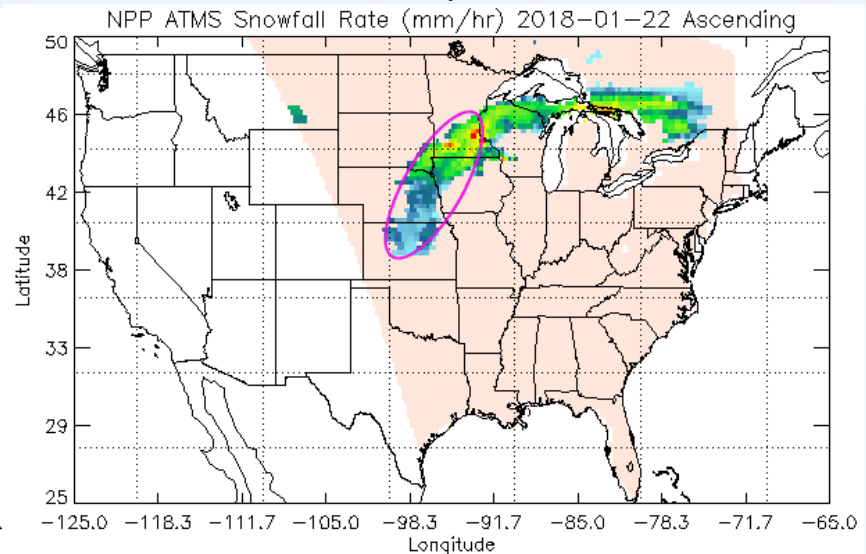 NPP ATMS Snowfall Rate (mm/hr) 2018-01-22 Ascending
50
46
42
38
33
29
25
Latitude
-125.0 -118.3 -111.7 -105.0 -98.3 -91.7 -85.0 -78.3 -71.7 -65.0
Longitude